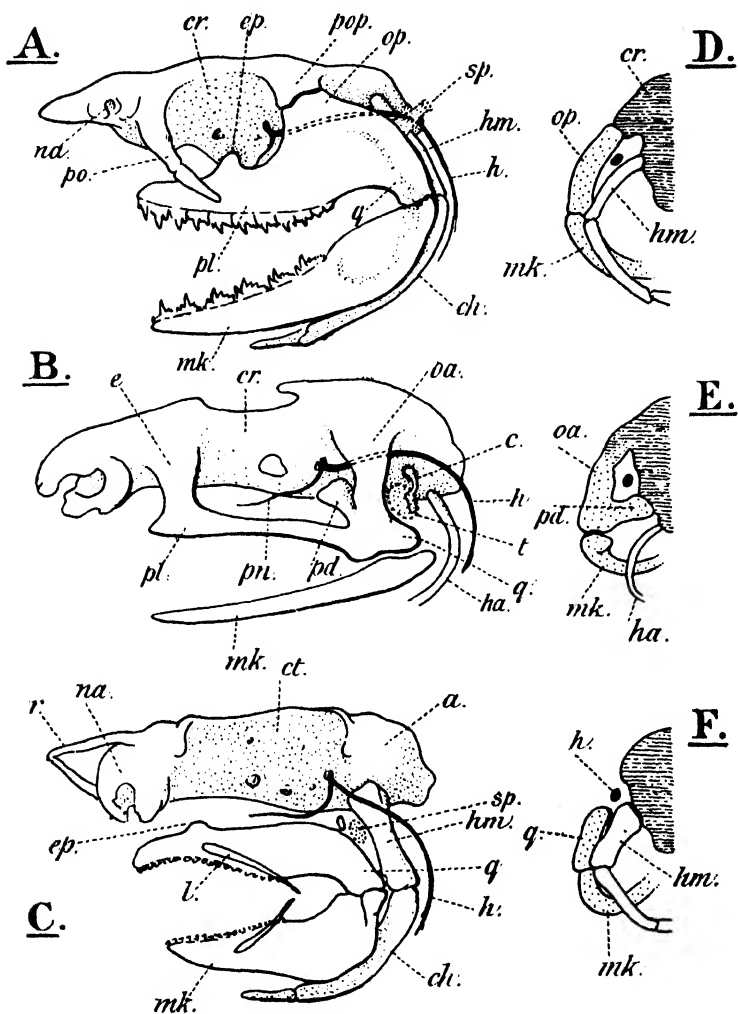 A.
cr.
ep.
pop.
op.
sp.
hm.
h.
na.
po.
q
pl.
ch.
mk.
D.
cr.
op.
hm.
mk.
B.
e.
cr.
oa.
c.
h
t
pl.
pn.
pd
q.
ha.
mk.
E.
oa.
pd.
mk.
ha.
C.
r.
na.
ct.
a.
sp.
hm.
ep.
l.
q
h.
ch.
mk.
F.
h.
q
hm.
mk.